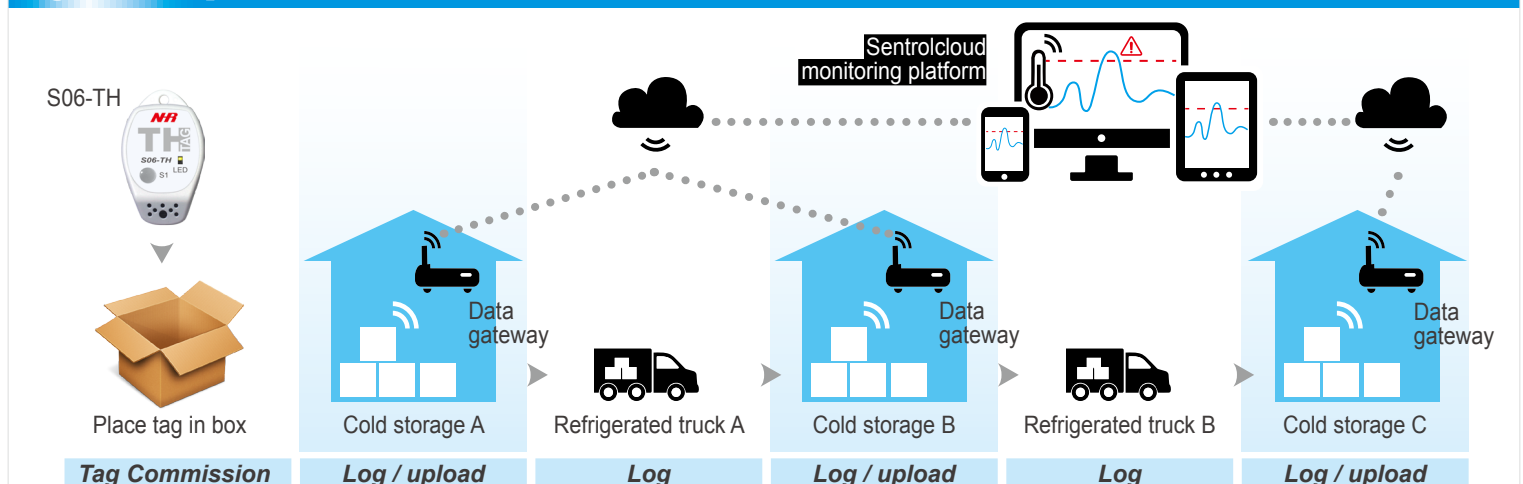 Sentrolcloud
monitoring platform
S06-TH
NFR
TH TAG
S06-TH
S1 LED
Data
gateway
Data
gateway
Data
gateway
Place tag in box
Cold storage A
Refrigerated truck A
Cold storage B
Refrigerated truck B
Cold storage C
Tag Commission
Log / upload
Log
Log / upload
Log
Log / upload